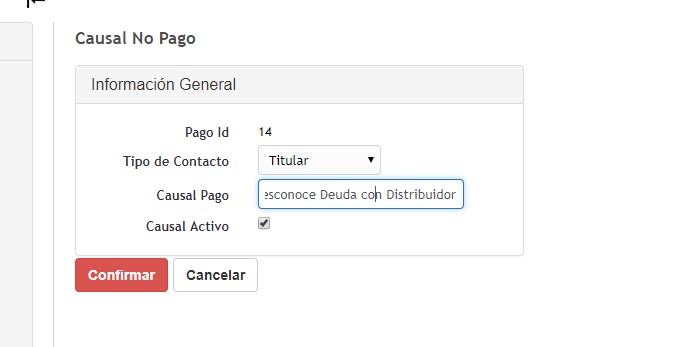 Causal No Pago
Información General
Pago Id 14
Tipo de Contacto Titular
Causal Pago esconoce Deuda con Distribuidor
Causal Activo
Confirmar Cancelar